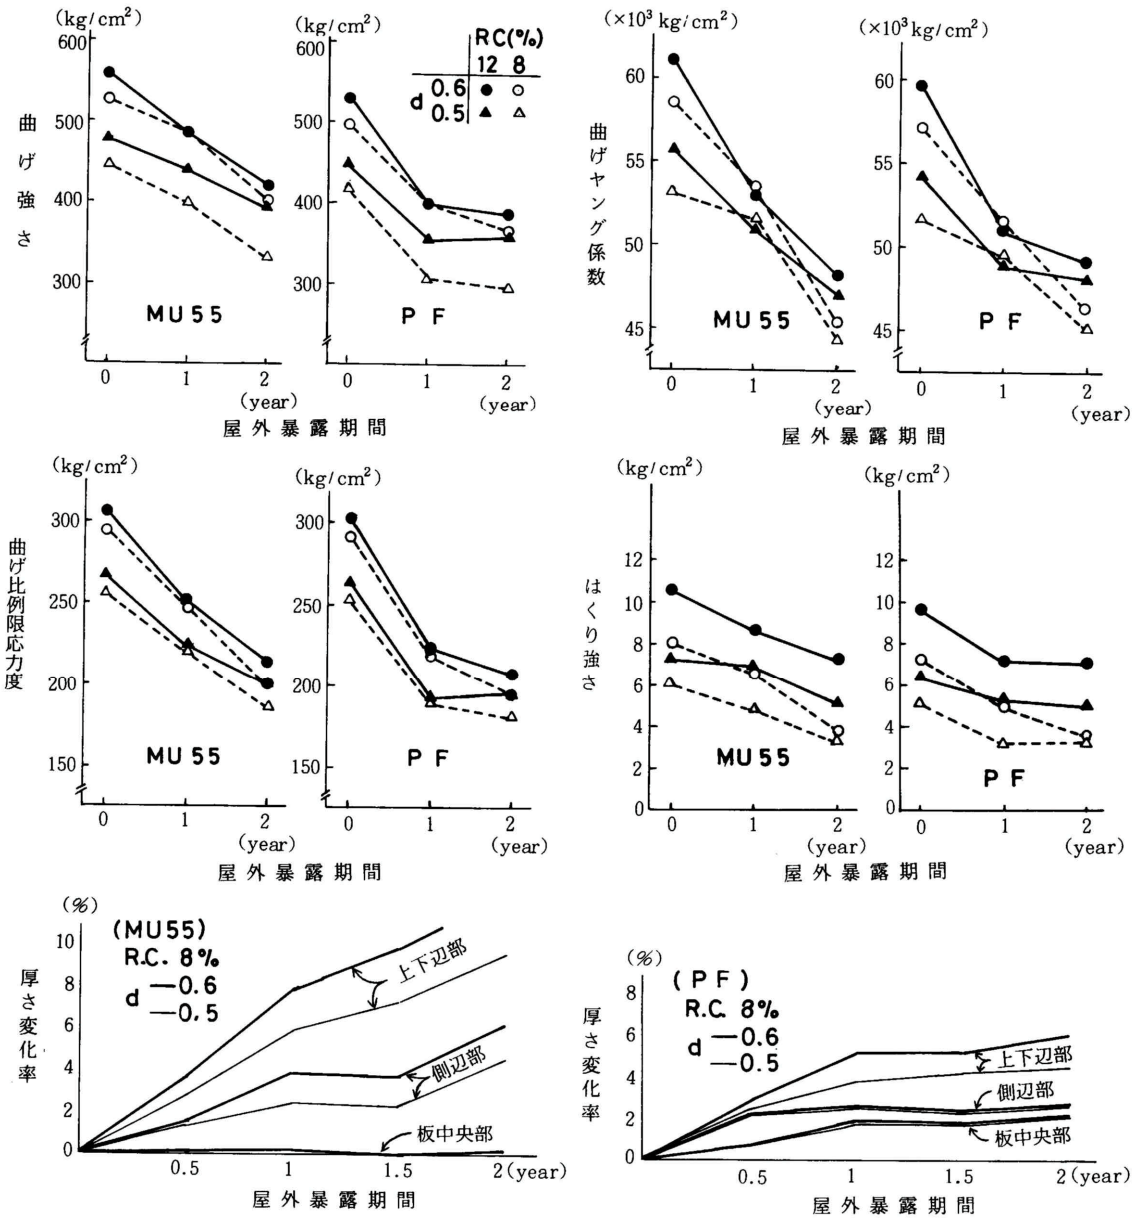 (kg/cm²)
600
500
400
300
曲げ強さ
MU55
0 1 2
(year)
(kg/cm²)
600
500
400
300
RC(%)
12 8
d 0.6
0.5
PF
0 1 2
(year)
屋外暴露期間
(×10³ kg/cm²)
60
55
50
45
曲げヤング係数
MU55
0 1 2
(year)
(×10³ kg/cm²)
60
55
50
45
PF
0 1 2
(year)
屋外暴露期間
(kg/cm²)
300
250
200
150
曲げ比例限応力度
MU55
0 1 2
(year)
(kg/cm²)
300
250
200
150
PF
0 1 2
(year)
屋外暴露期間
(kg/cm²)
12
10
8
6
4
2
0
はくり強さ
MU55
0 1 2
(year)
(kg/cm²)
12
10
8
6
4
2
0
PF
0 1 2
(year)
屋外暴露期間
(%)
10
8
6
4
2
0
厚さ変化率
(MU55)
R.C. 8%
d 0.6
0.5
上下辺部
側辺部
板中央部
0.5 1 1.5 2(year)
屋外暴露期間
(%)
8
6
4
2
0
厚さ変化率
(PF)
R.C. 8%
d 0.6
0.5
上下辺部
側辺部
板中央部
0.5 1 1.5 2(year)
屋外暴露期間